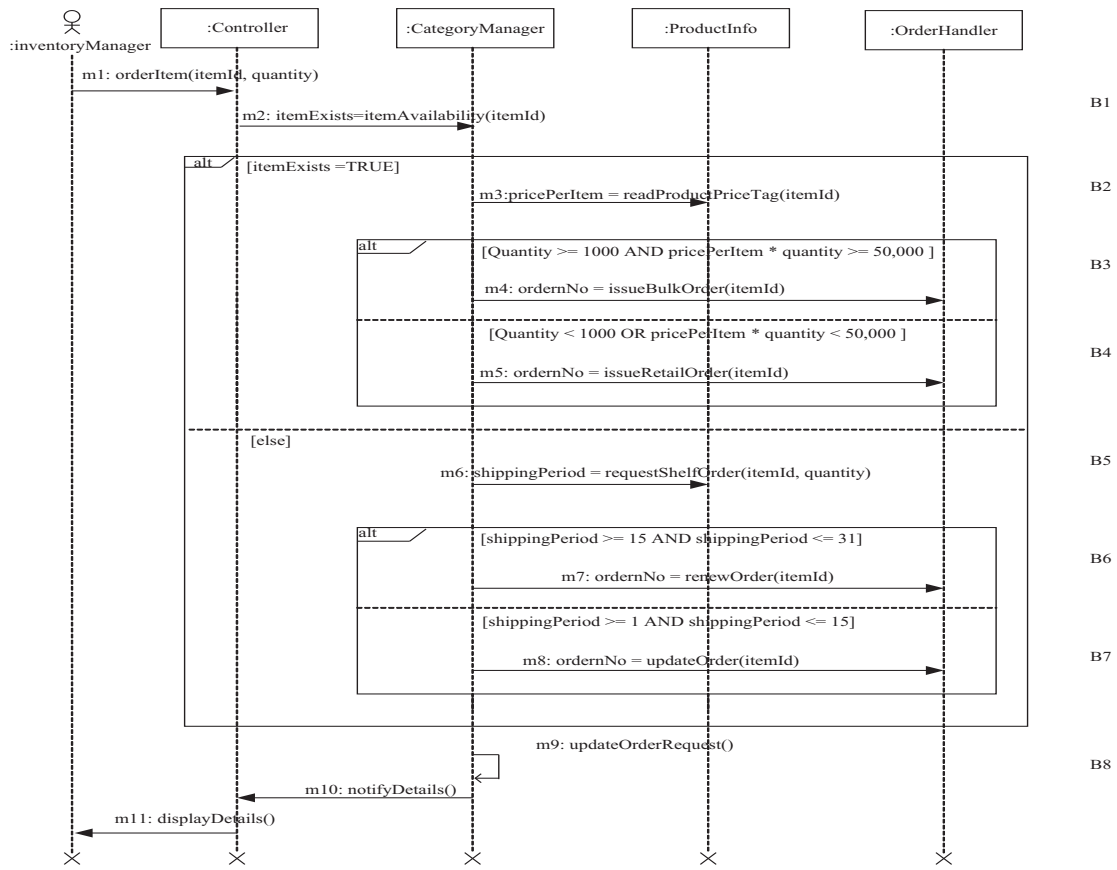 :inventoryManager
:Controller
:CategoryManager
:ProductInfo
:OrderHandler
m1: orderItem(itemId, quantity)
B1
m2: itemExists=itemAvailability(itemId)
alt
[itemExists =TRUE]
B2
m3:pricePerItem = readProductPriceTag(itemId)
alt
[Quantity >= 1000 AND pricePerItem * quantity >= 50,000 ]
B3
m4: ordernNo = issueBulkOrder(itemId)
[Quantity < 1000 OR pricePerItem * quantity < 50,000 ]
B4
m5: ordernNo = issueRetailOrder(itemId)
[else]
B5
m6: shippingPeriod = requestShelfOrder(itemId, quantity)
alt
[shippingPeriod >= 15 AND shippingPeriod <= 31]
B6
m7: ordernNo = renewOrder(itemId)
[shippingPeriod >= 1 AND shippingPeriod <= 15]
B7
m8: ordernNo = updateOrder(itemId)
m9: updateOrderRequest()
B8
m10: notifyDetails()
m11: displayDetails()